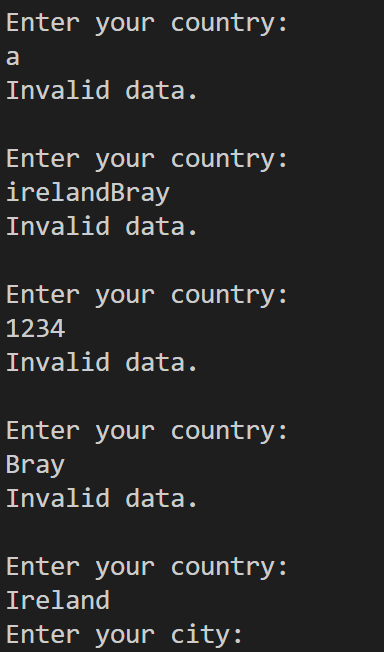 Enter your country:
a
Invalid data.
Enter your country:
irelandBray
Invalid data.
Enter your country:
1234
Invalid data.
Enter your country:
Bray
Invalid data.
Enter your country:
Ireland
Enter your city: